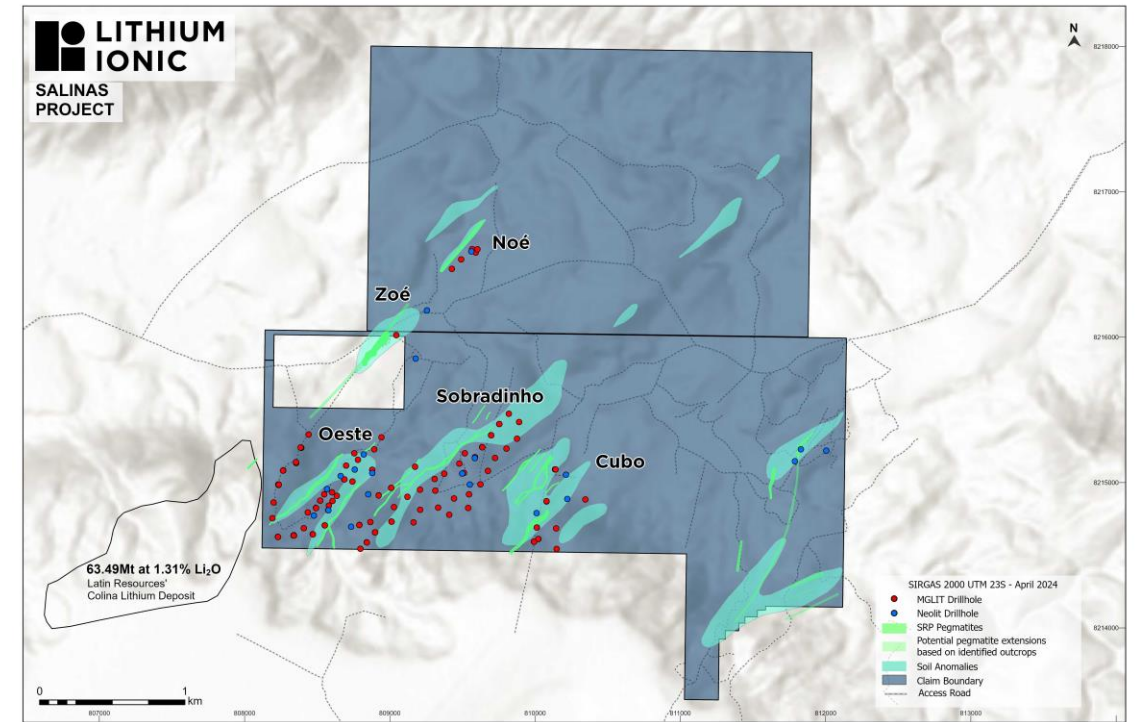 LITHIUM
IONIC
SALINAS
PROJECT
N
8218000
8217000
Noé
Zoé
8216000
Sobradinho
Oeste
Cubo
8215000
63.49Mt at 1.31% Li₂O
Latin Resources'
Colina Lithium Deposit
SIRGAS 2000 UTM 23S - April 2024
MGLIT Drillhole
Neolit Drillhole
SRP Pegmatites
Potential pegmatite extensions
based on identified outcrops
Soil Anomalies
Claim Boundary
Access Road
8214000
0 1
km
807000 808000 809000 810000 811000 812000 813000